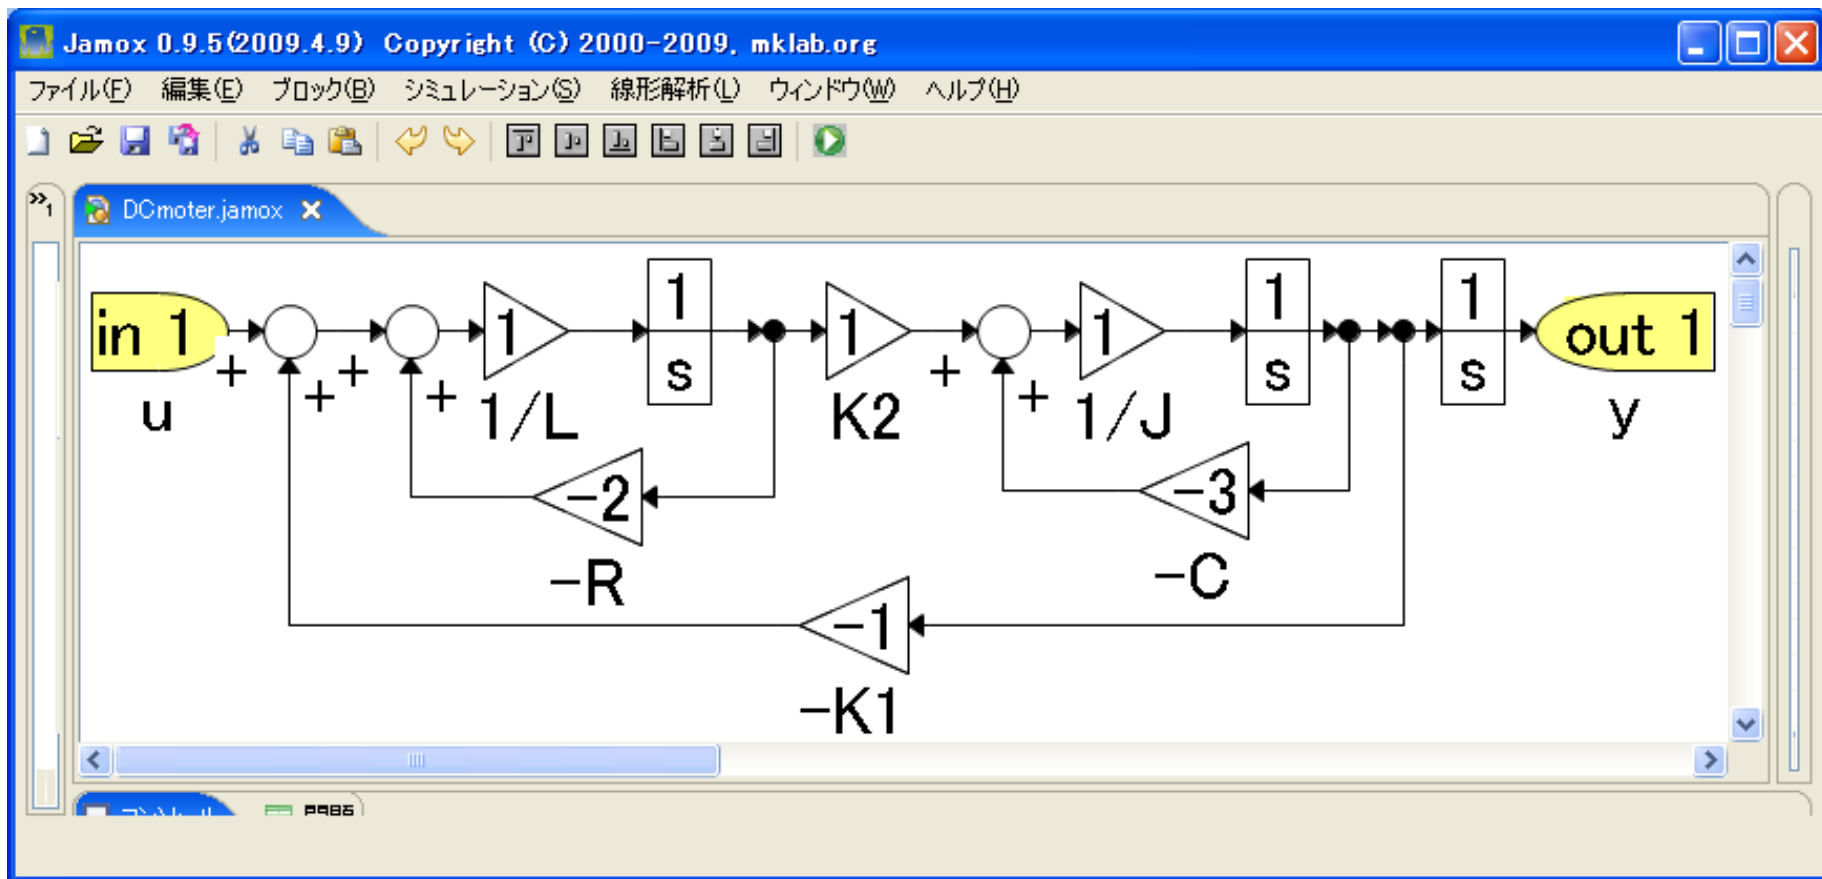 Jamox 0.9.5(2009.4.9) Copyright (C) 2000-2009, mklab.org
ファイル(F) 編集(E) ブロック(B) シミュレーション(S) 線形解析(L) ウィンドウ(W) ヘルプ(H)
»1
DCmoter.jamox
in 1
+
+
+
+
1
1
s
1
+
+
1
1
s
1
s
out 1
u
1/L
K2
1/J
y
-2
-3
-R
-C
-1
-K1